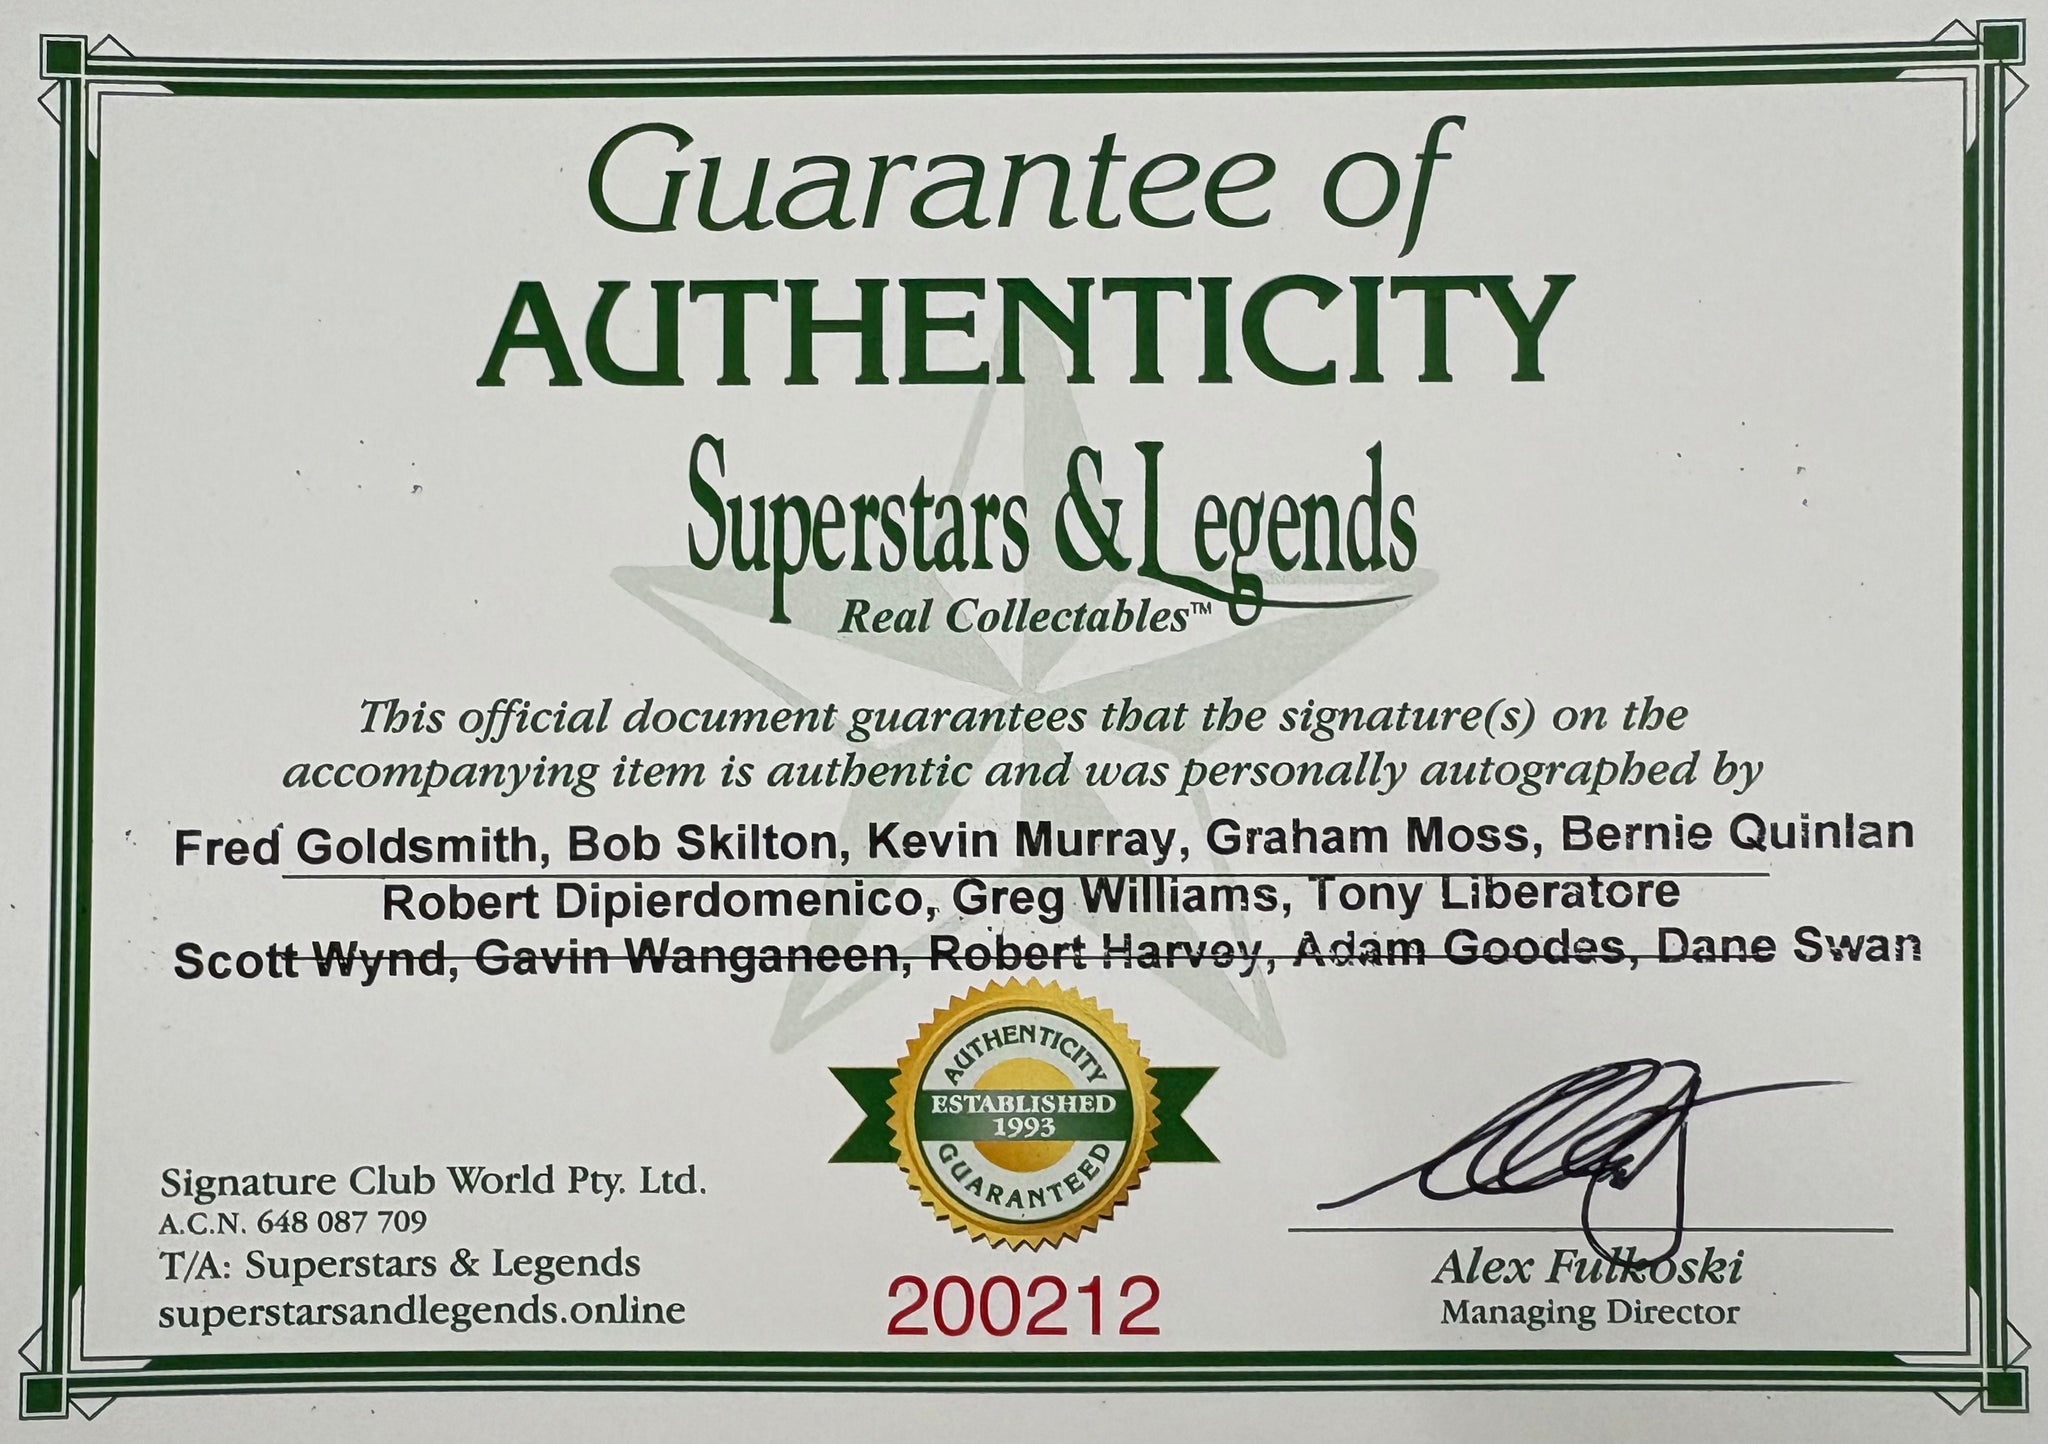 Guarantee of
AUTHENTICITY
Superstars & Legends
Real Collectables™
This official document guarantees that the signature(s) on the
accompanying item is authentic and was personally autographed by
Fred Goldsmith, Bob Skilton, Kevin Murray, Graham Moss, Bernie Quinlan
Robert Dipierdomenico, Greg Williams, Tony Liberatore
Scott Wynd, Gavin Wanganeen, Robert Harvey, Adam Goodes, Dane Swan
AUTHENTICITY
ESTABLISHED
1993
GUARANTEED
Signature Club World Pty. Ltd.
A.C.N. 648 087 709
T/A: Superstars & Legends
superstarsandlegends.online
200212
Alex Fulkoski
Managing Director